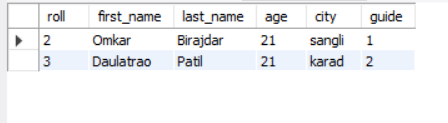 roll first_name last_name age city guide
2 Omkar Birajdar 21 sangli 1
3 Daulatrao Patil 21 karad 2